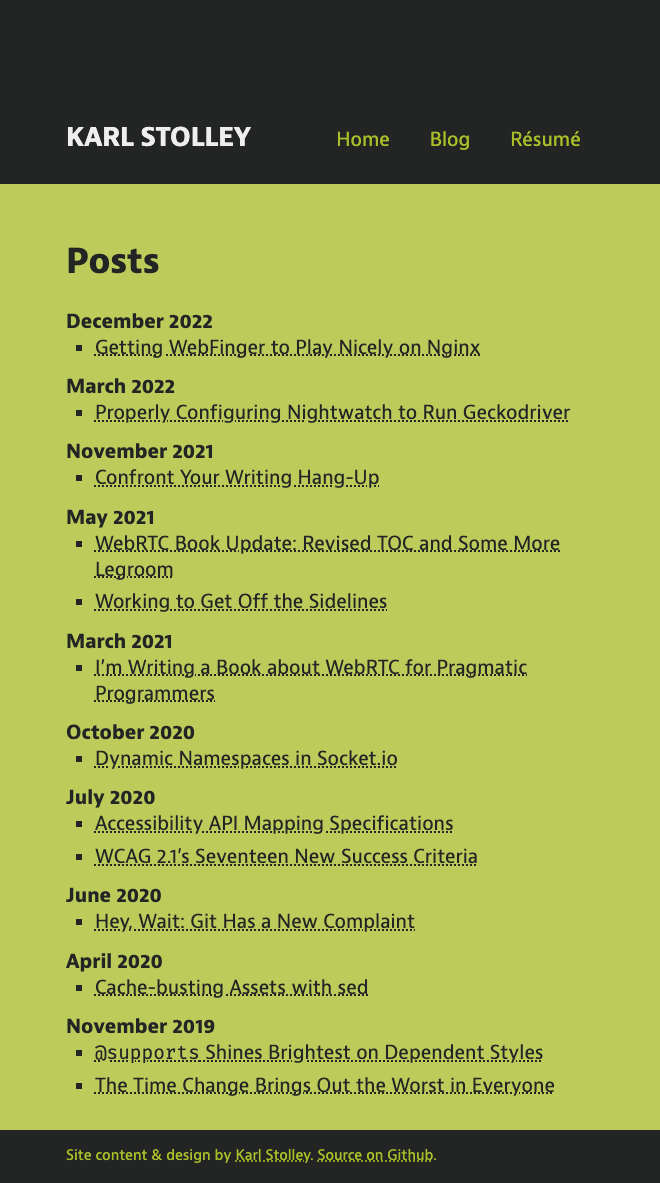 KARL STOLLEY
Home Blog Résumé
Posts
December 2022
Getting WebFinger to Play Nicely on Nginx
March 2022
Properly Configuring Nightwatch to Run Geckodriver
November 2021
Confront Your Writing Hang-Up
May 2021
WebRTC Book Update: Revised TOC and Some More
Legroom
Working to Get Off the Sidelines
March 2021
I’m Writing a Book about WebRTC for Pragmatic
Programmers
October 2020
Dynamic Namespaces in Socket.io
July 2020
Accessibility API Mapping Specifications
WCAG 2.1’s Seventeen New Success Criteria
June 2020
Hey, Wait: Git Has a New Complaint
April 2020
Cache-busting Assets with sed
November 2019
@supports Shines Brightest on Dependent Styles
The Time Change Brings Out the Worst in Everyone
Site content & design by Karl Stolley. Source on Github.